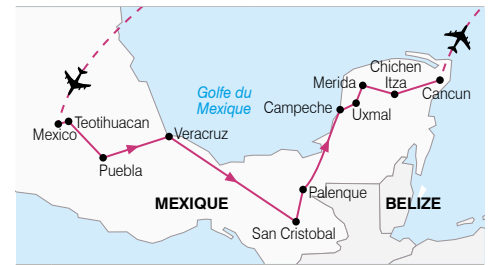 Golfe du
Mexique
Chichen
Itza
Merida
Cancun
Campeche
Uxmal
Teotihuacan
Mexico
Veracruz
Puebla
Palenque
MEXIQUE
BELIZE
San Cristobal